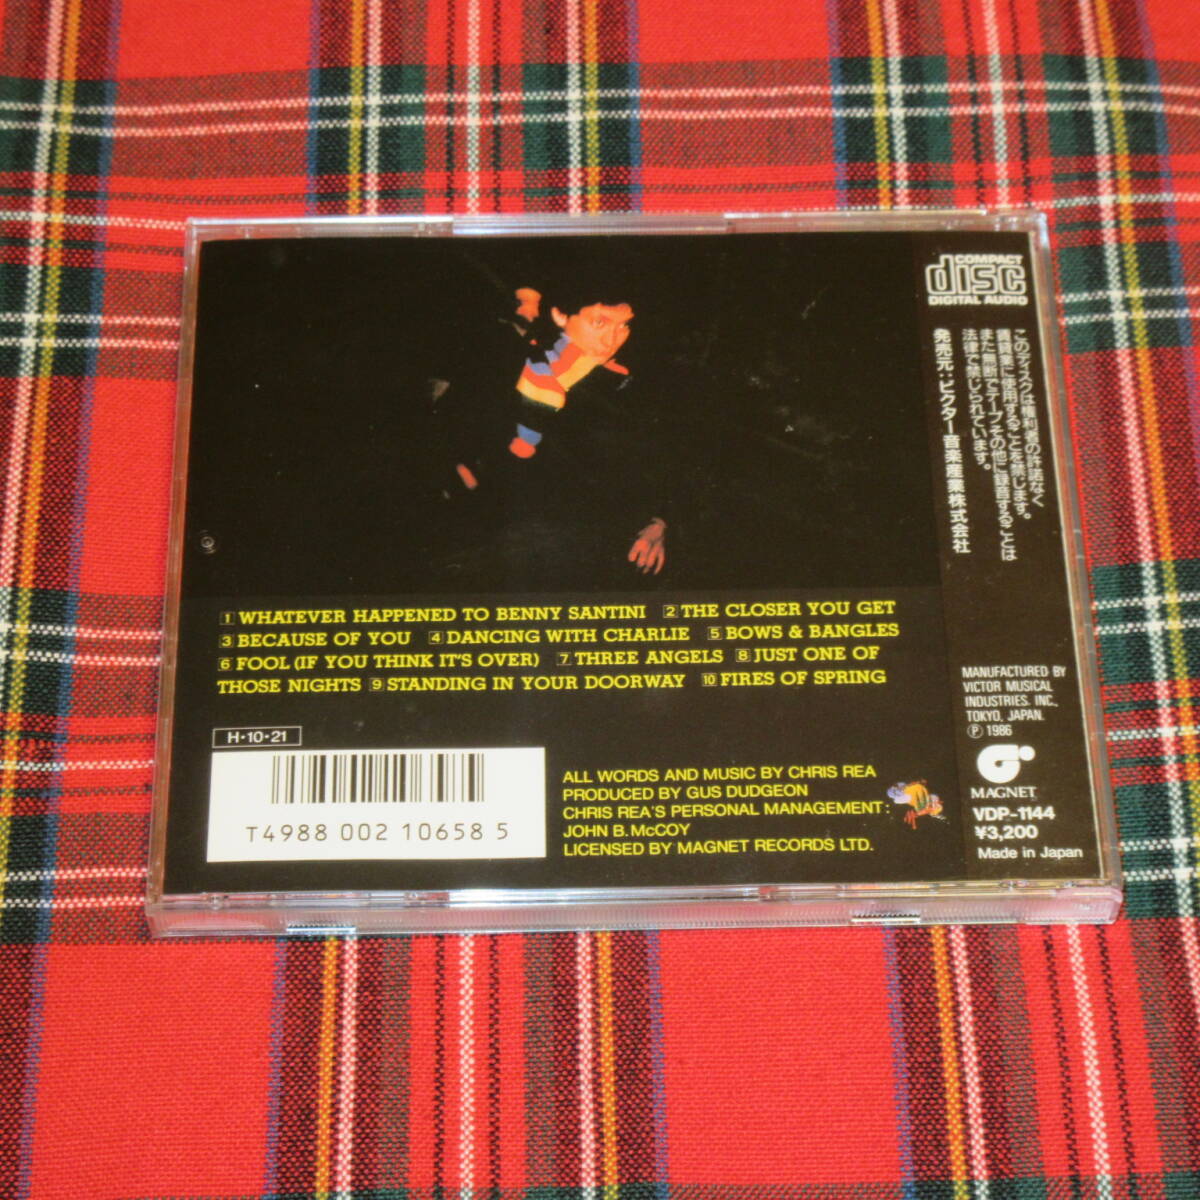 COMPACT
disc
DIGITAL AUDIO
このディスクは権利者の許諾なく
賃貸業に使用することを禁じます。
また無断でテープその他に録音することは
法律で禁じられています。
発売元:ビクター音楽産業株式会社
1 WHATEVER HAPPENED TO BENNY SANTINI 2 THE CLOSER YOU GET
3 BECAUSE OF YOU 4 DANCING WITH CHARLIE 5 BOWS & BANGLES
6 FOOL (IF YOU THINK IT'S OVER) 7 THREE ANGELS 8 JUST ONE OF
THOSE NIGHTS 9 STANDING IN YOUR DOORWAY 10 FIRES OF SPRING
H·10·21
T4988 002 10658 5
ALL WORDS AND MUSIC BY CHRIS REA
PRODUCED BY GUS DUDGEON
CHRIS REA'S PERSONAL MANAGEMENT:
JOHN B. McCOY
LICENSED BY MAGNET RECORDS LTD.
MANUFACTURED BY
VICTOR MUSICAL
INDUSTRIES. INC.,
TOKYO, JAPAN.
℗ 1986
MAGNET
VDP-1144
¥3,200
Made in Japan